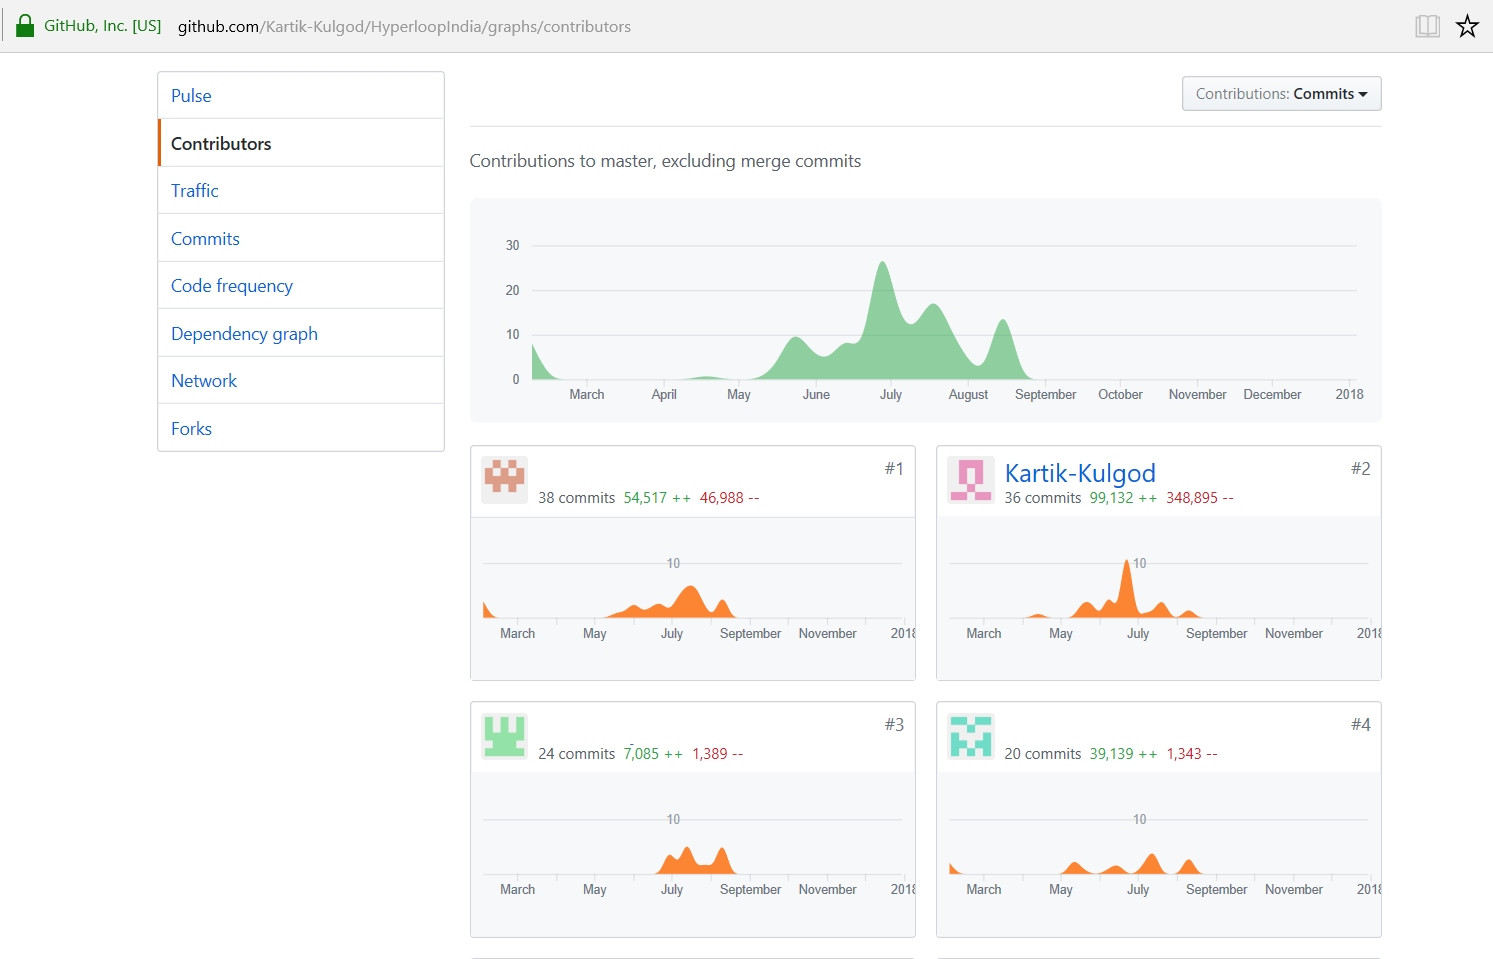 GitHub, Inc. [US] github.com/Kartik-Kulgod/HyperloopIndia/graphs/contributors
Pulse
Contributors
Traffic
Commits
Code frequency
Dependency graph
Network
Forks
Contributions: Commits
Contributions to master, excluding merge commits
30
20
10
0
March April May June July August September October November December 2018
#1
38 commits 54,517 ++ 46,988 --
10
March May July September November 2018
Kartik-Kulgod #2
36 commits 99,132 ++ 348,895 --
10
March May July September November 2018
#3
24 commits 7,085 ++ 1,389 --
10
March May July September November 2018
#4
20 commits 39,139 ++ 1,343 --
10
March May July September November 2018